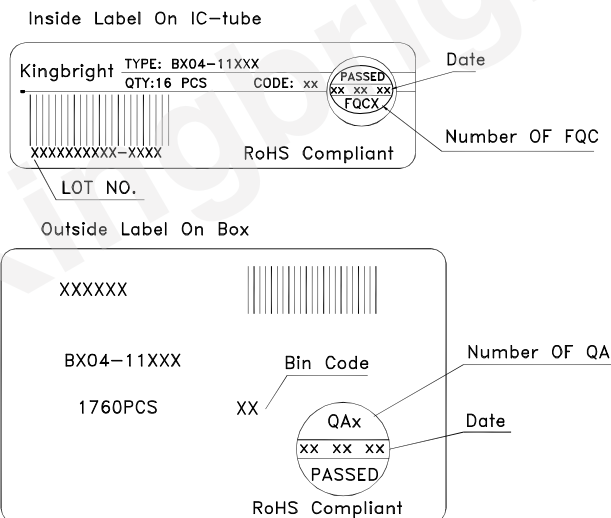 Inside Label On IC-tube
TYPE: BX04-11XXX
Kingbright
QTY:16 PCS CODE: xx
PASSED
xx xx xx
FQCX
Date
Number OF FQC
XXXXXXXXXX-XXXX
RoHS Compliant
LOT NO.
Outside Label On Box
XXXXXX
BX04-11XXX
Bin Code
Number OF QA
1760PCS
XX
QAx
Date
xx xx xx
PASSED
RoHS Compliant
Kingbright